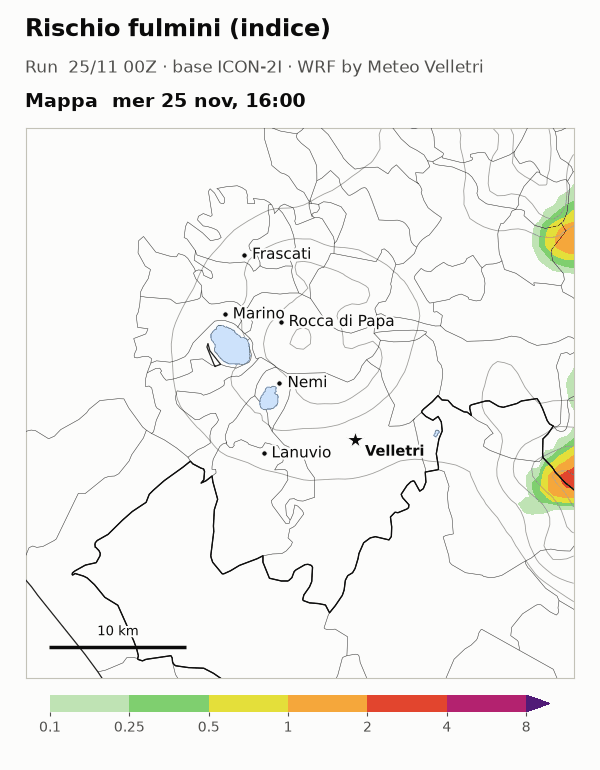 Rischio fulmini (indice)
Run  25/11 00Z · base ICON-2I · WRF by Meteo Velletri
Mappa  mer 25 nov, 16:00
Frascati
Marino
Rocca di Papa
Nemi
Velletri
Lanuvio
10 km
0.1 0.25 0.5 1 2 4 8